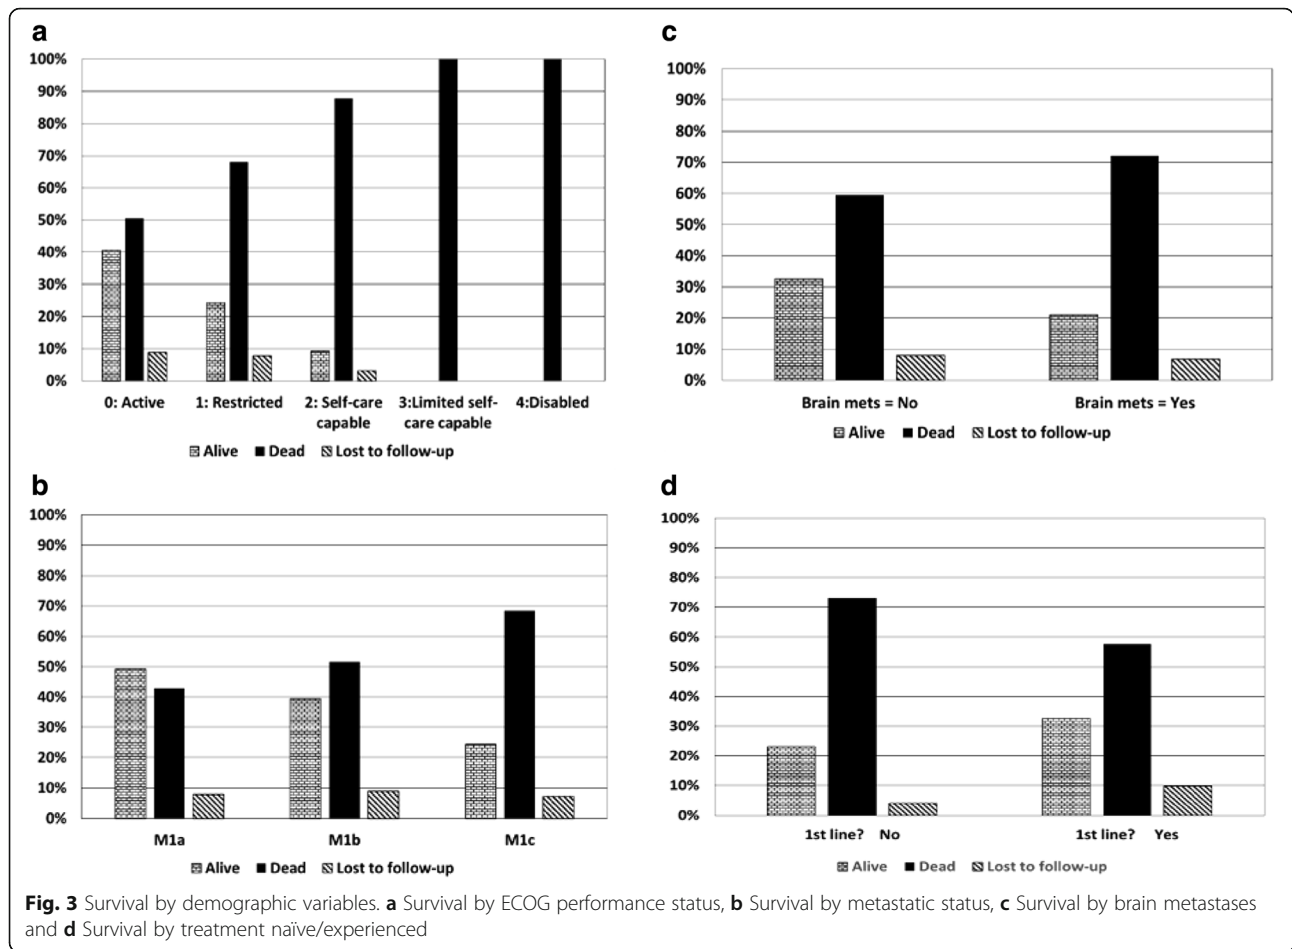 a
100%
90%
80%
70%
60%
50%
40%
30%
20%
10%
0%
0: Active 1: Restricted 2: Self-care 3:Limited self- 4:Disabled
capable care capable
Alive Dead Lost to follow-up
b
100%
90%
80%
70%
60%
50%
40%
30%
20%
10%
0%
M1a M1b M1c
Alive Dead Lost to follow-up
c
100%
90%
80%
70%
60%
50%
40%
30%
20%
10%
0%
Brain mets = No Brain mets = Yes
Alive Dead Lost to follow-up
d
100%
90%
80%
70%
60%
50%
40%
30%
20%
10%
0%
1st line? No 1st line? Yes
Alive Dead Lost to follow-up
Fig. 3 Survival by demographic variables. a Survival by ECOG performance status, b Survival by metastatic status, c Survival by brain metastases
and d Survival by treatment naïve/experienced